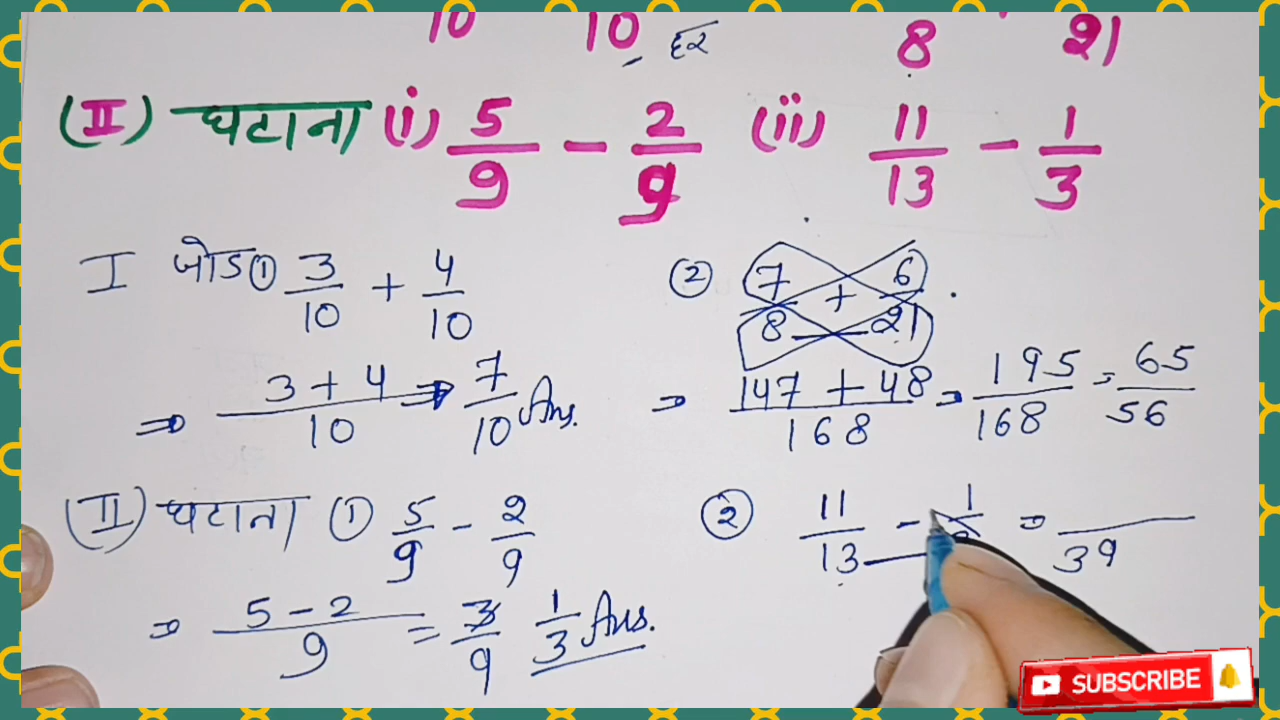 10 10 हर 8 21
(II) घटाना (i) 5/9 - 2/9 (ii) 11/13 - 1/3
I जोड ① 3/10 + 4/10 ② 7/8 + 6/21
⇒ 3+4/10 → 7/10 Ans. ⇒ 147+48/168 ⇒ 195/168 = 65/56
(II) घटाना ① 5/9 - 2/9 ② 11/13 - 1/ ⇒ /39
⇒ 5-2/9 = 3/9 1/3 Ans.
SUBSCRIBE